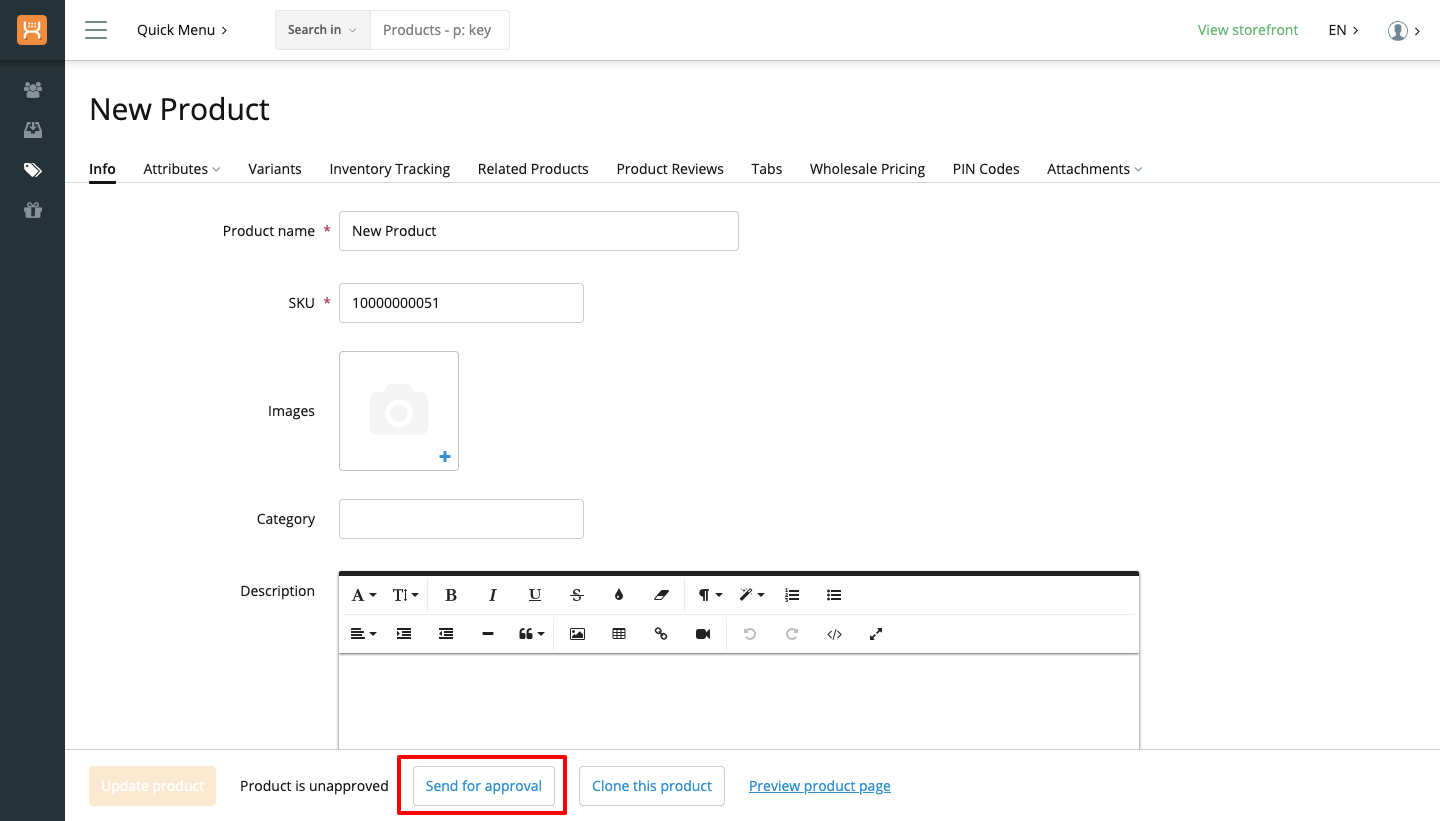 Quick Menu
Search in
Products - p: key
View storefront
EN
New Product
Info Attributes Variants Inventory Tracking Related Products Product Reviews Tabs Wholesale Pricing PIN Codes Attachments
Product name * New Product
SKU * 10000000051
Images
Category
Description
Update product Product is unapproved Send for approval Clone this product Preview product page